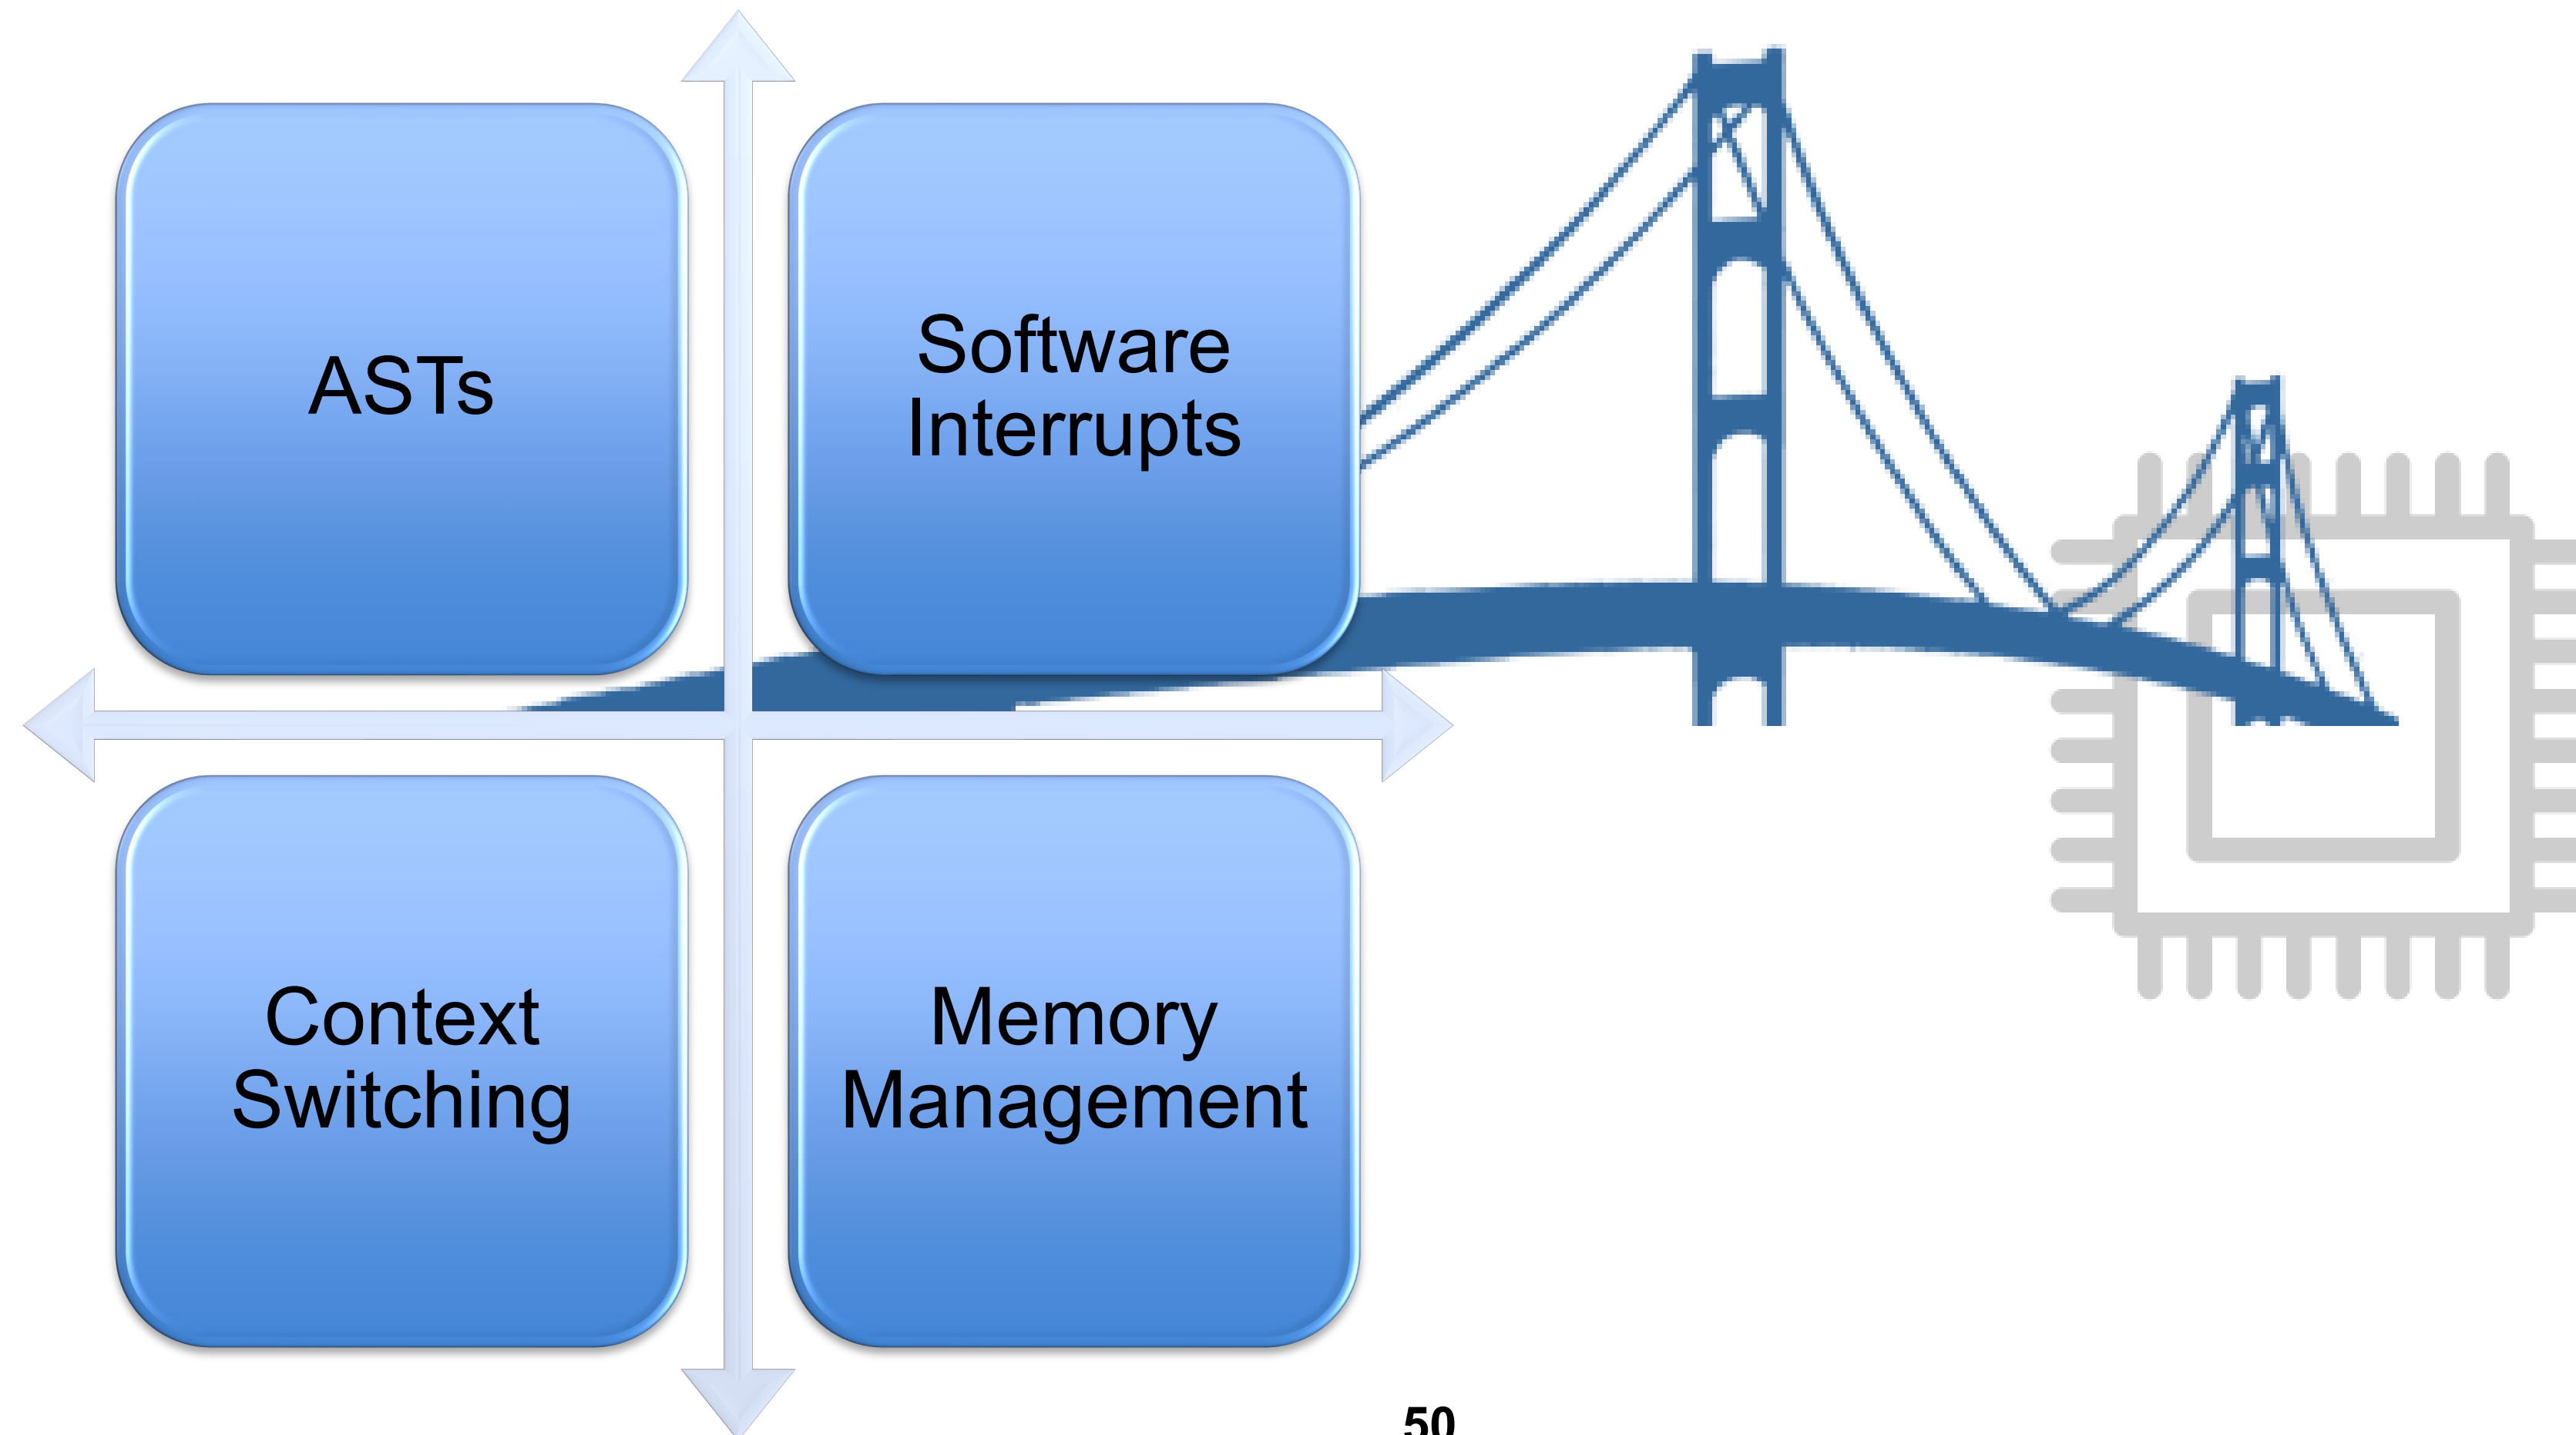 ASTs
Software
Interrupts
Context
Switching
Memory
Management
50